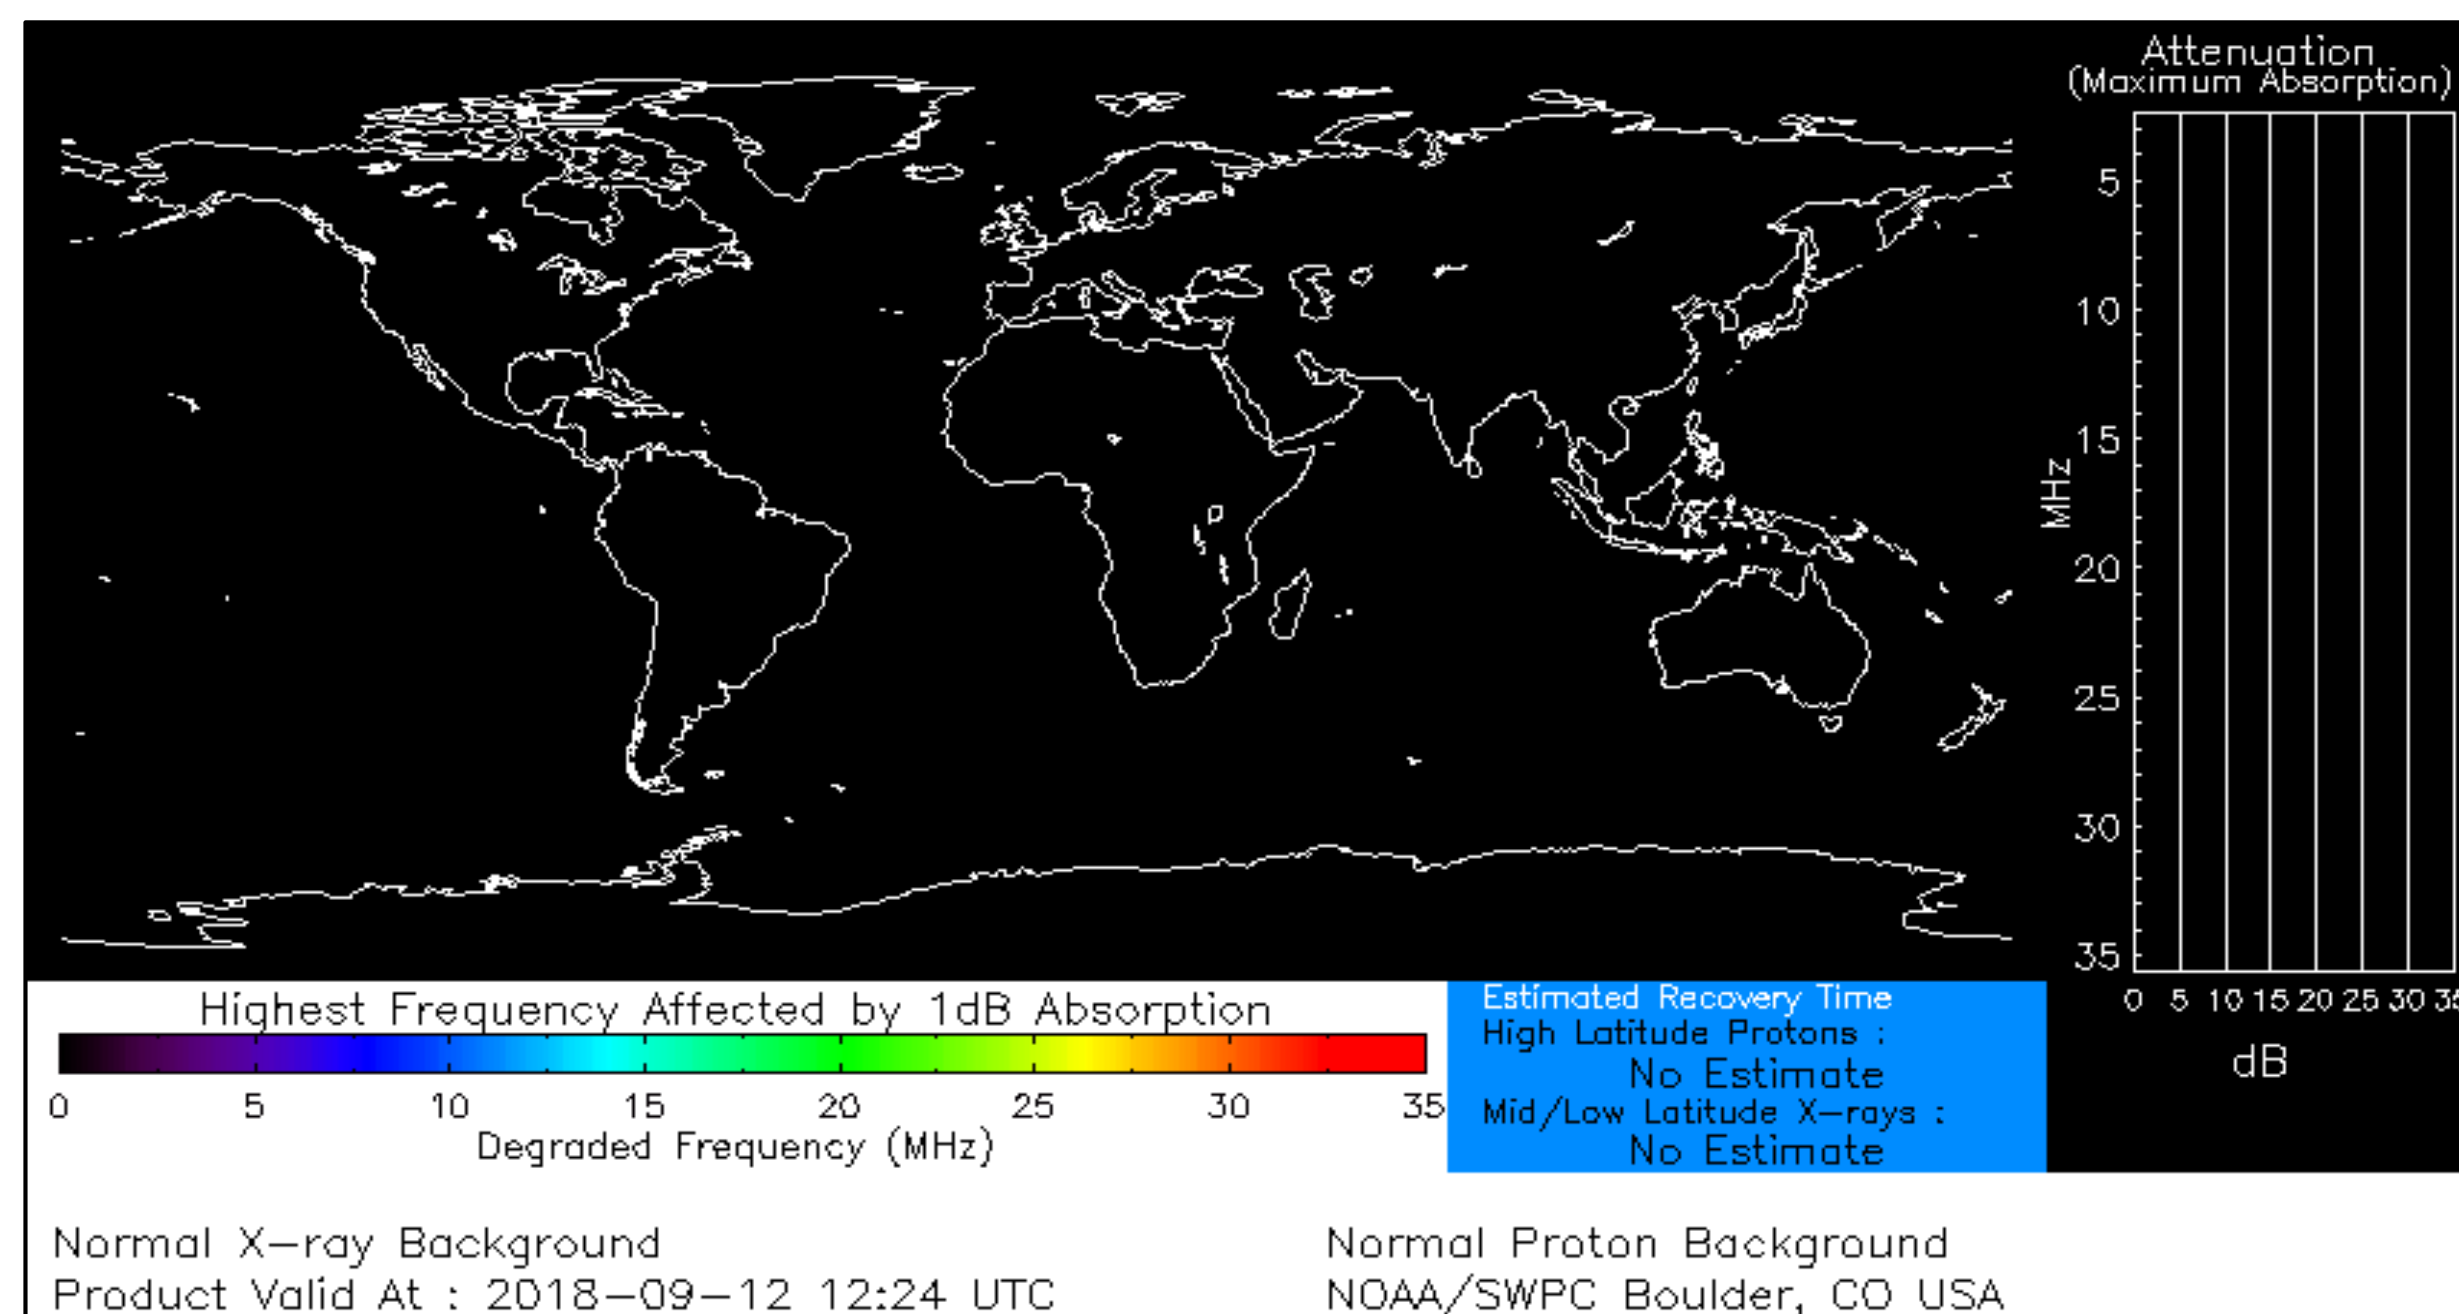 Attenuation
(Maximum Absorption)
5
10
15
20
25
30
35
MHz
0 5 10 15 20 25 30
dB
Highest Frequency Affected by 1dB Absorption
0 5 10 15 20 25 30 35
Degraded Frequency (MHz)
Estimated Recovery Time
High Latitude Protons :
No Estimate
Mid/Low Latitude X-rays :
No Estimate
Normal X-ray Background
Normal Proton Background
Product Valid At : 2018-09-12 12:24 UTC
NOAA/SWPC Boulder, CO USA